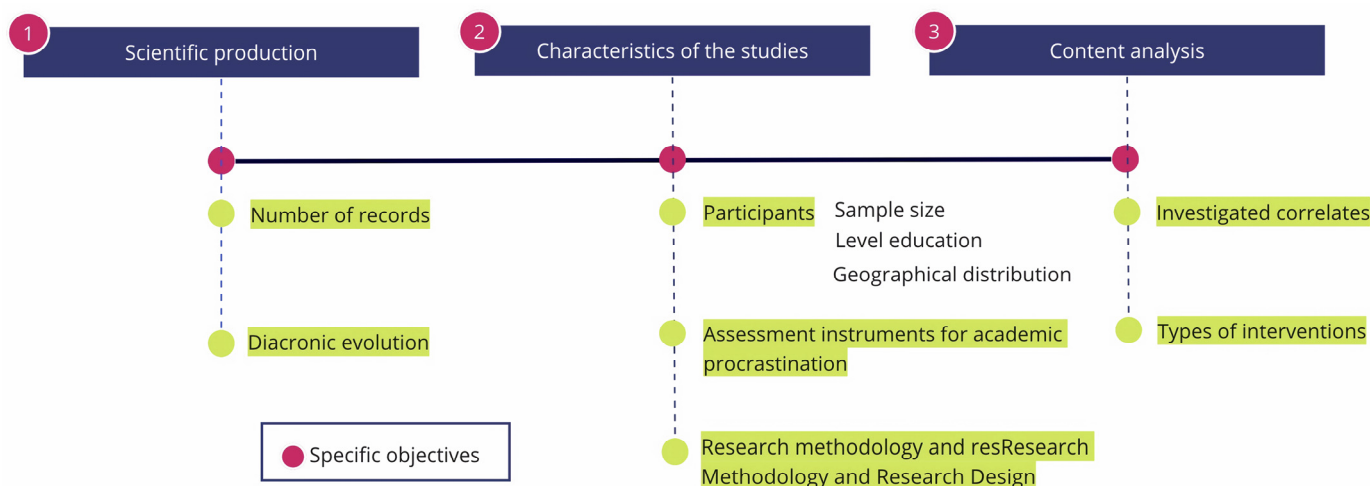 1
Scientific production
Number of records
Diacronic evolution
2
Characteristics of the studies
Participants
Sample size
Level education
Geographical distribution
Assessment instruments for academic
procrastination
Research methodology and resResearch
Methodology and Research Design
3
Content analysis
Investigated correlates
Types of interventions
Specific objectives